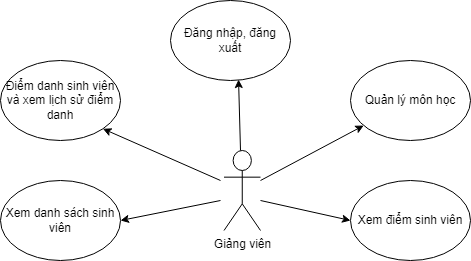 Đăng nhập, đăng
xuất
Điểm danh sinh viên
và xem lịch sử điểm
danh
Quản lý môn học
Xem danh sách sinh
viên
Xem điểm sinh viên
Giảng viên